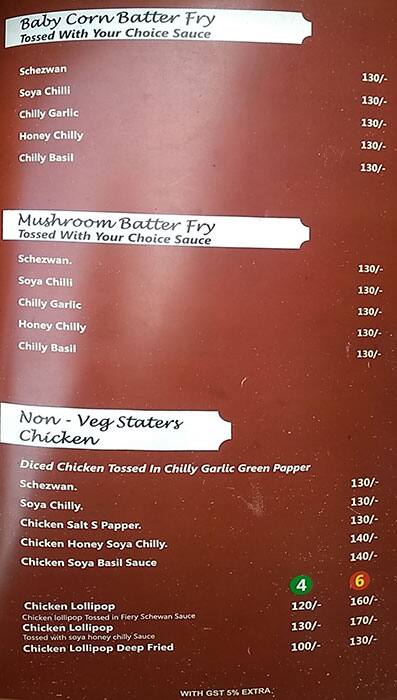 Baby Corn Batter Fry
Tossed With Your Choice Sauce
Schezwan 130/-
Soya Chilli 130/-
Chilly Garlic 130/-
Honey Chilly 130/-
Chilly Basil 130/-
Mushroom Batter Fry
Tossed With Your Choice Sauce
Schezwan. 130/-
Soya Chilli 130/-
Chilly Garlic 130/-
Honey Chilly 130/-
Chilly Basil 130/-
Non - Veg Staters
Chicken
Diced Chicken Tossed In Chilly Garlic Green Papper
Schezwan. 130/-
Soya Chilly. 130/-
Chicken Salt S Papper. 130/-
Chicken Honey Soya Chilly. 140/-
Chicken Soya Basil Sauce 140/-
4 6
Chicken Lollipop 120/- 160/-
Chicken lollipop Tossed in Fiery Schewan Sauce
Chicken Lollipop 130/- 170/-
Tossed with soya honey chilly Sauce
Chicken Lollipop Deep Fried 100/- 130/-
WITH GST 5% EXTRA